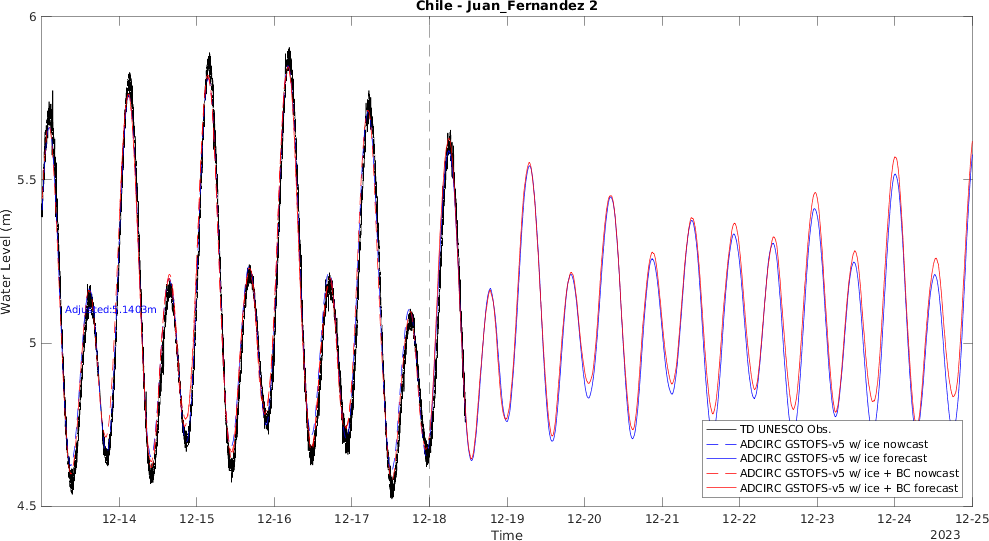 Chile - Juan_Fernandez 2
6
5.5
5
4.5
Water Level (m)
Adjusted:5.1403m
TD UNESCO Obs.
ADCIRC GSTOFS-v5 w/ ice nowcast
ADCIRC GSTOFS-v5 w/ ice forecast
ADCIRC GSTOFS-v5 w/ ice + BC nowcast
ADCIRC GSTOFS-v5 w/ ice + BC forecast
12-14 12-15 12-16 12-17 12-18 12-19 12-20 12-21 12-22 12-23 12-24 12-25
Time
2023